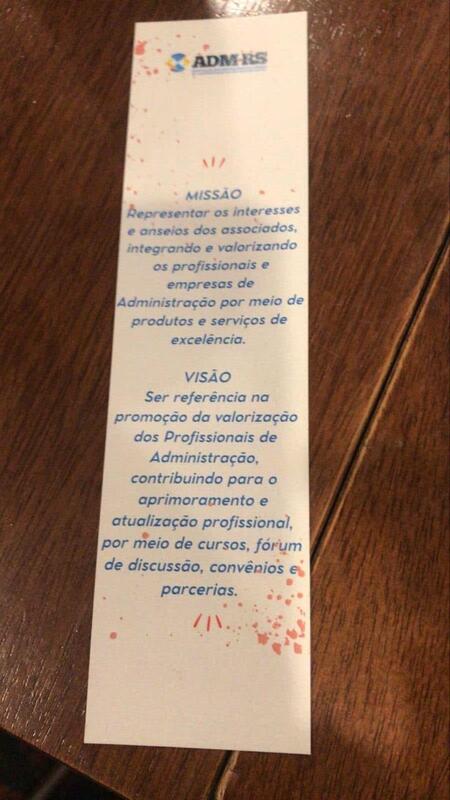 ADM-RS
MISSÃO
Representar os interesses
e anseios dos associados,
integrando e valorizando
os profissionais e
empresas de
Administração por meio de
produtos e serviços de
excelência.
VISÃO
Ser referência na
promoção da valorização
dos Profissionais de
Administração,
contribuindo para o
aprimoramento e
atualização profissional,
por meio de cursos, fórum
de discussão, convênios e
parcerias.